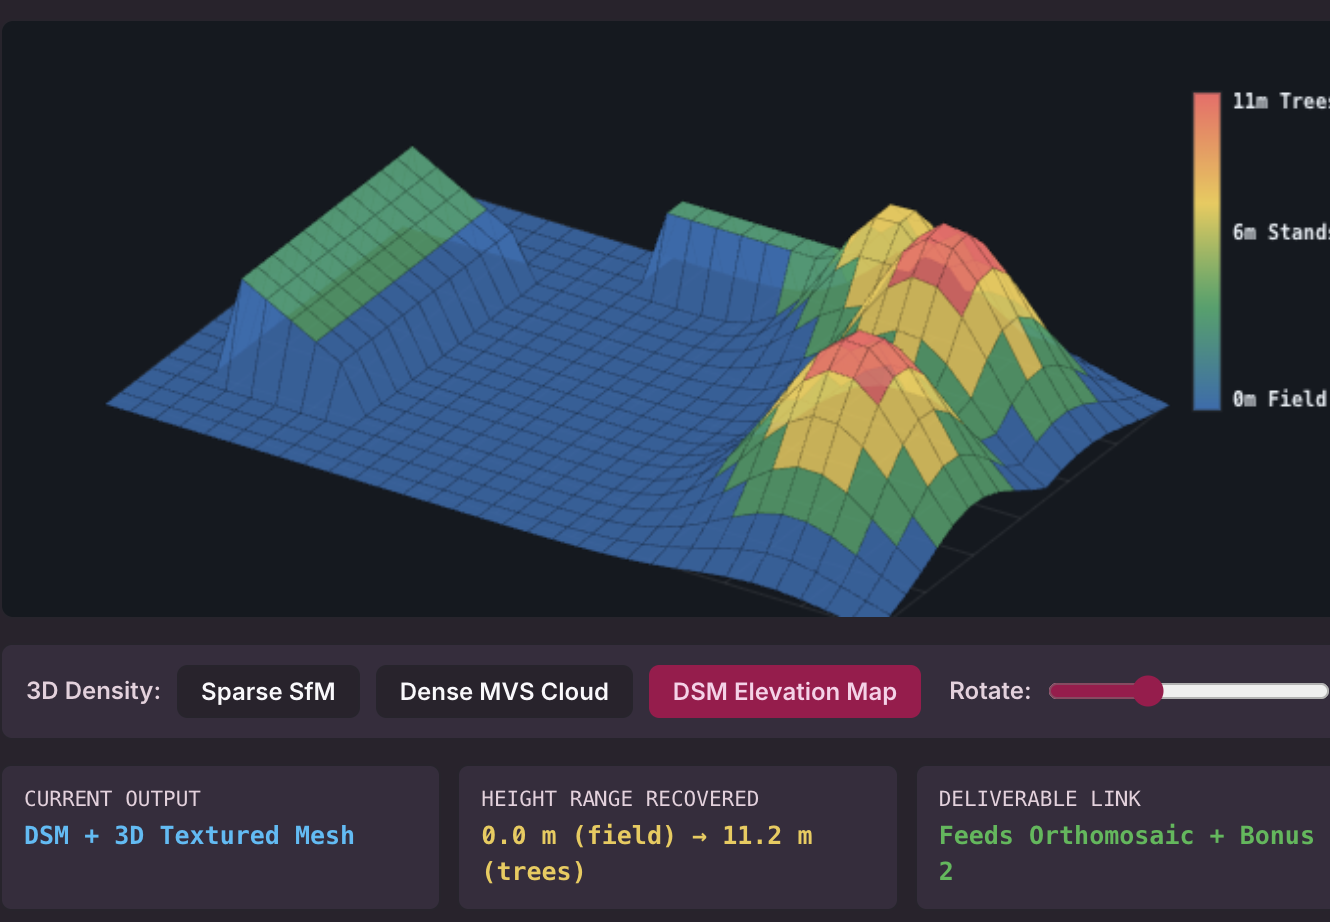 11m Trees
6m Stands
0m Field
3D Density:
Sparse SfM
Dense MVS Cloud
DSM Elevation Map
Rotate:
CURRENT OUTPUT
DSM + 3D Textured Mesh
HEIGHT RANGE RECOVERED
0.0 m (field) → 11.2 m
(trees)
DELIVERABLE LINK
Feeds Orthomosaic + Bonus
2